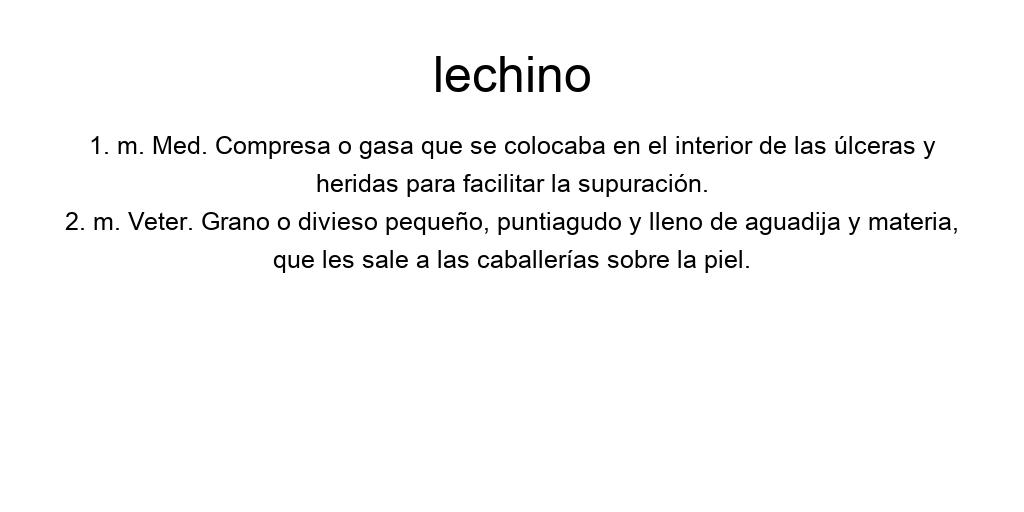 lechino
1. m. Med. Compresa o gasa que se colocaba en el interior de las úlceras y
heridas para facilitar la supuración.
2. m. Veter. Grano o divieso pequeño, puntiagudo y lleno de aguadija y materia,
que les sale a las caballerías sobre la piel.